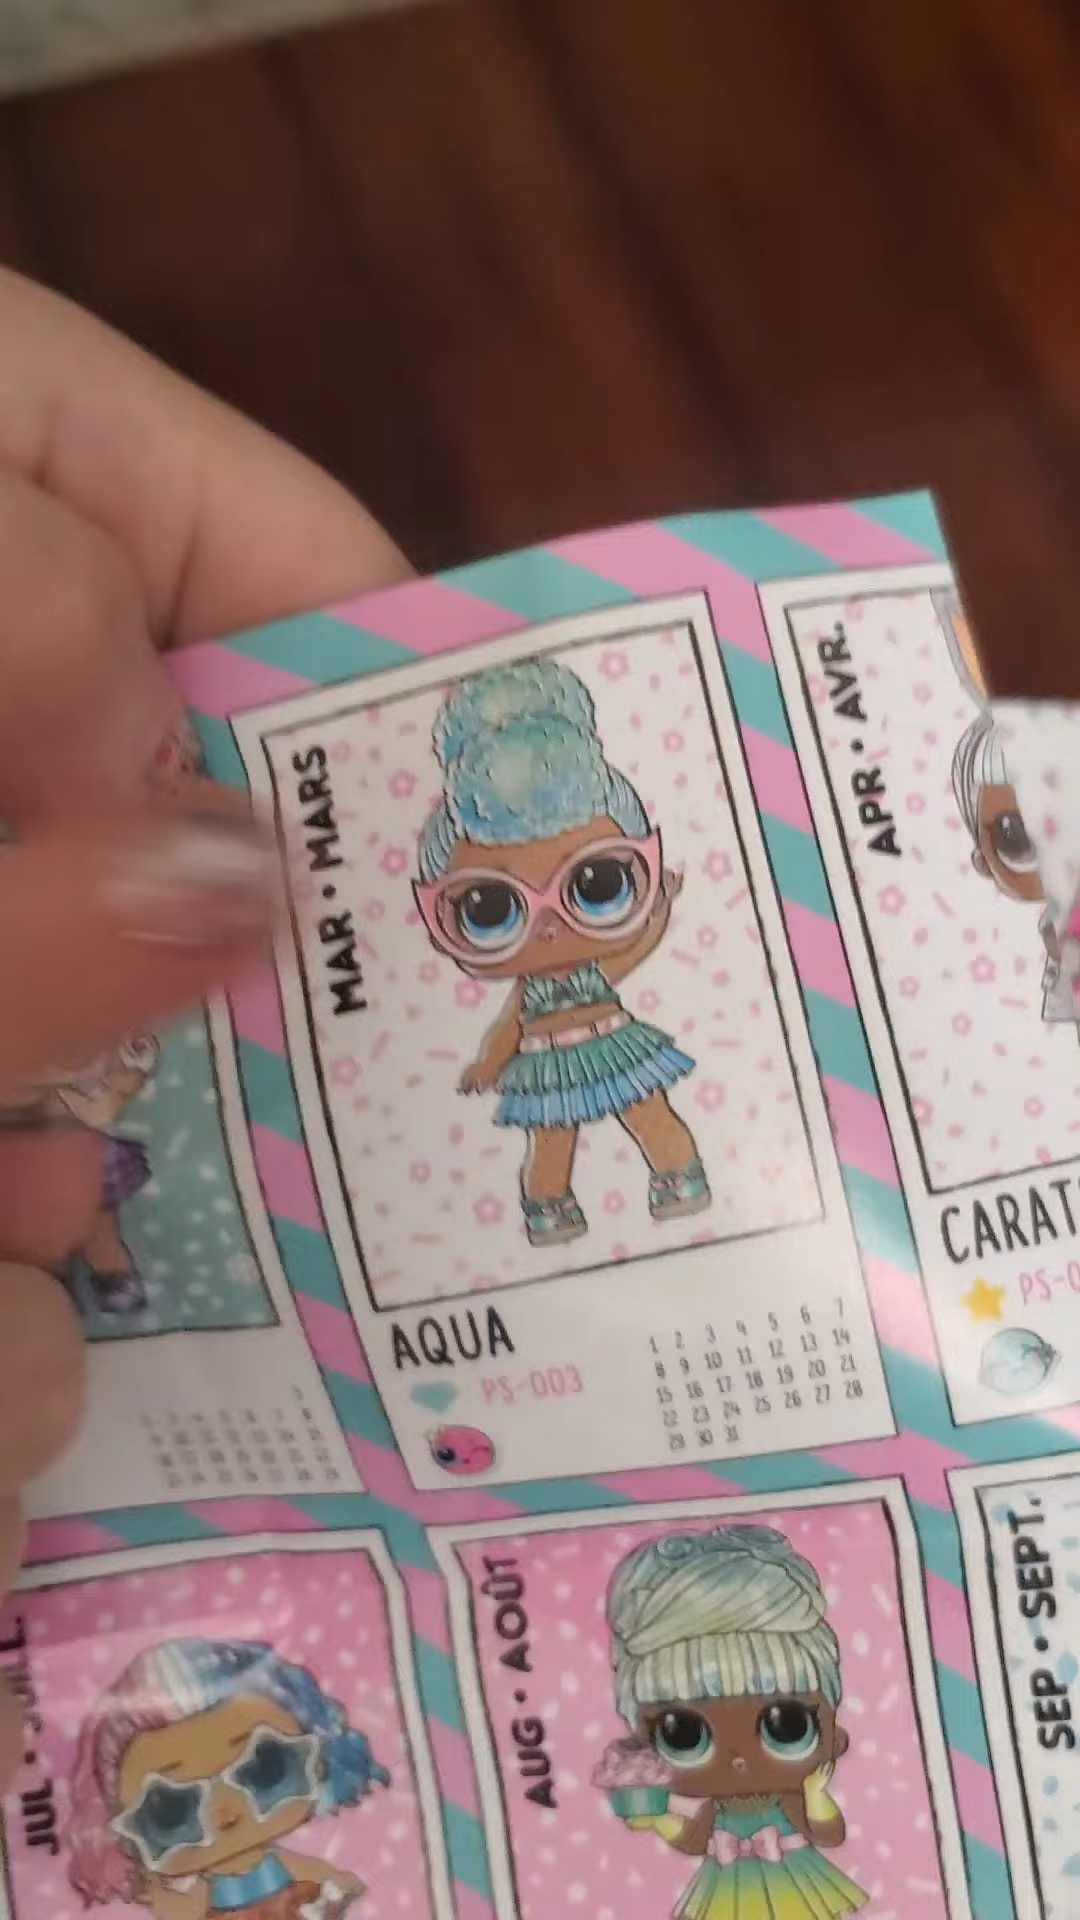 MAR • MARS
AQUA
PS-003
1 2 3 4 5 6 7
8 9 10 11 12 13 14
15 16 17 18 19 20 21
22 23 24 25 26 27 28
29 30 31
APR • AVR.
CARAT
PS-0
JUL •
AUG • AOÛT
SEP • SEPT.